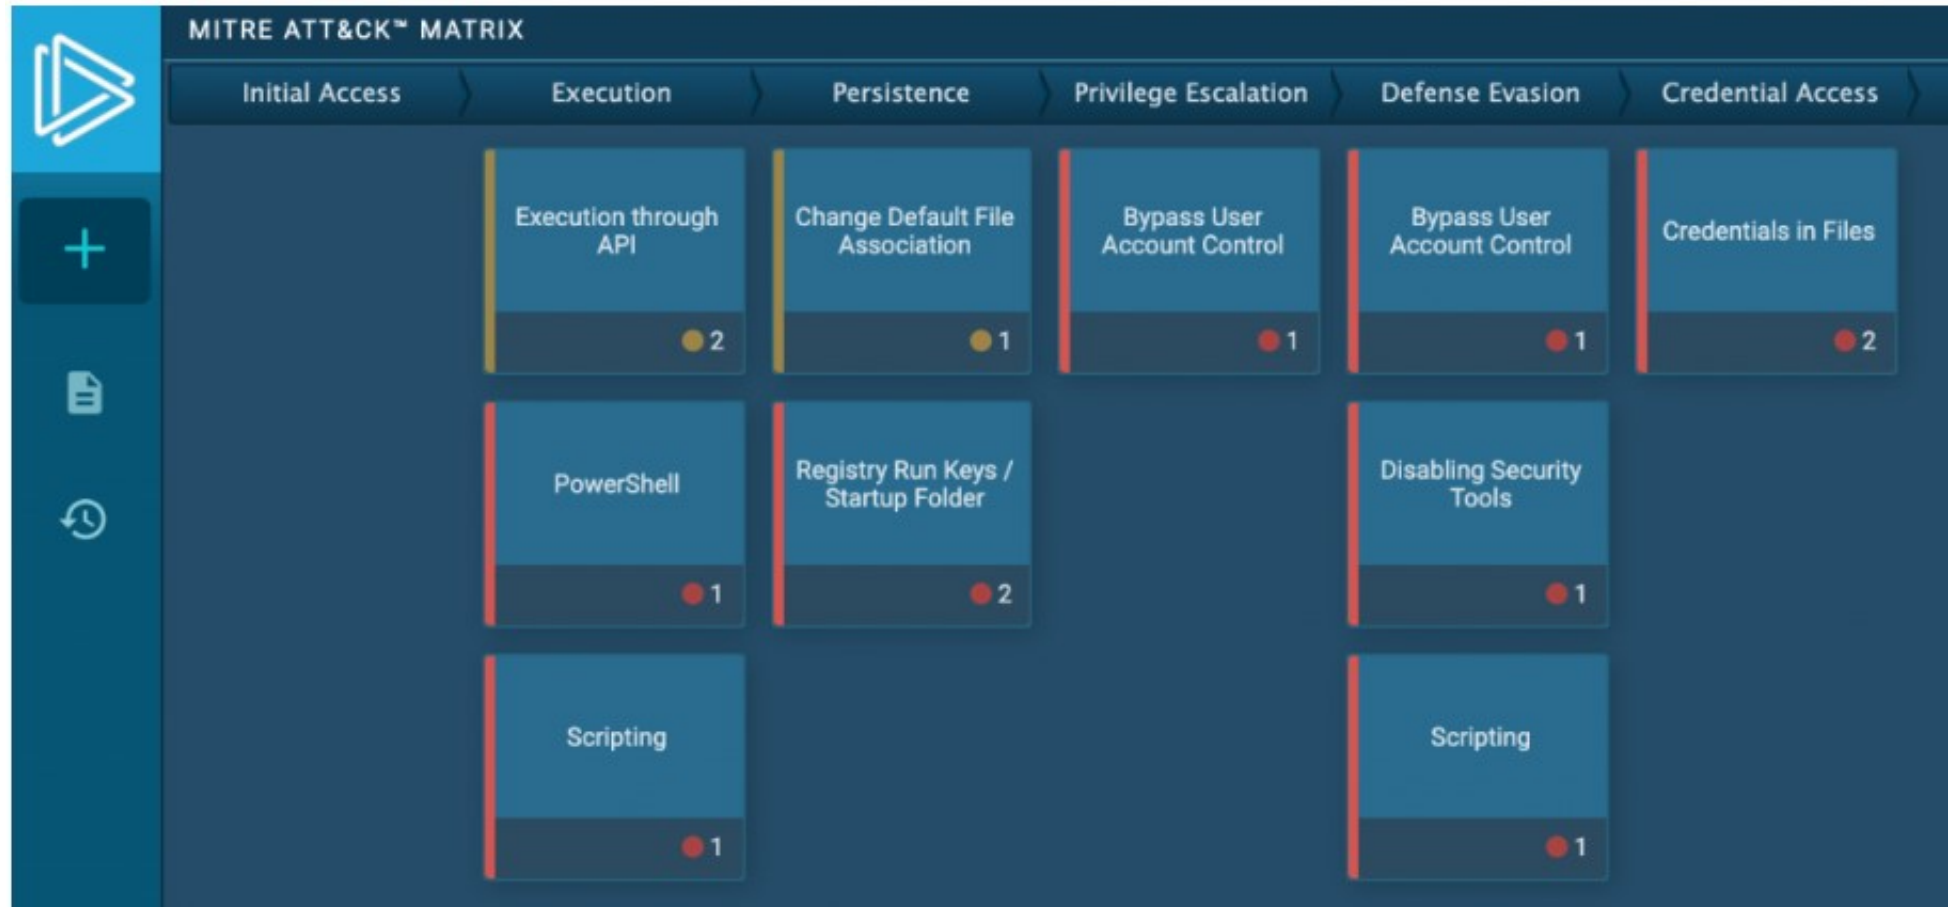 MITRE ATT&CK™ MATRIX
Initial Access
Execution
Persistence
Privilege Escalation
Defense Evasion
Credential Access
Execution through
API
2
Change Default File
Association
1
Bypass User
Account Control
1
Bypass User
Account Control
1
Credentials in Files
2
PowerShell
1
Registry Run Keys /
Startup Folder
2
Disabling Security
Tools
1
Scripting
1
Scripting
1